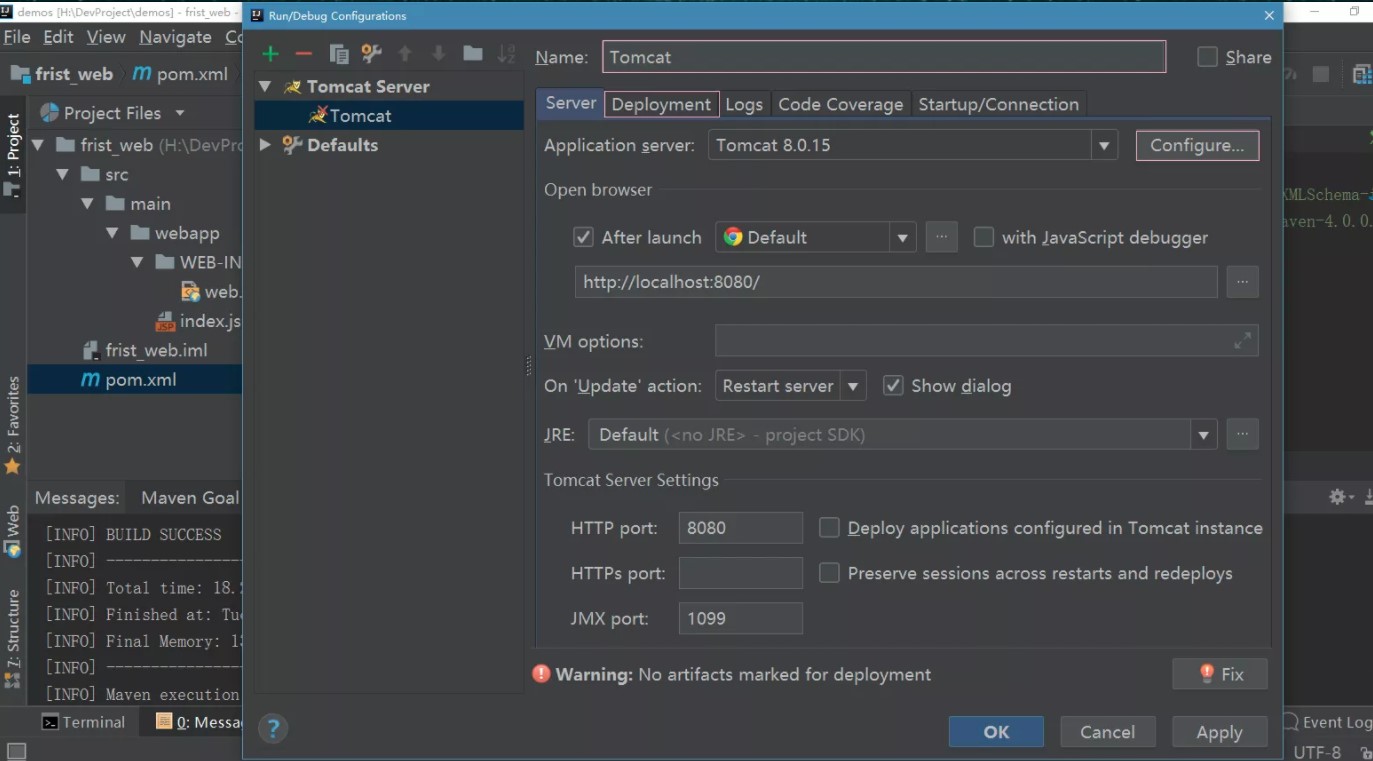 demos [H:\DevProject\demos] - frist_web -
File Edit View Navigate
frist_web
pom.xml
Project Files
1: Project
frist_web (H:\DevPro
src
main
webapp
WEB-IN
web.
index.js
frist_web.iml
pom.xml
2: Favorites
Web
7: Structure
Messages: Maven Goal
[INFO] BUILD SUCCESS
[INFO] ------------------
[INFO] Total time: 18.
[INFO] Finished at: Tue
[INFO] Final Memory:
[INFO] ------------------
[INFO] Maven execution
Terminal
0: Messa
Run/Debug Configurations
Tomcat Server
Tomcat
Defaults
Name: Tomcat
Share
Server Deployment Logs Code Coverage Startup/Connection
Application server: Tomcat 8.0.15 Configure...
Open browser
After launch Default ... with JavaScript debugger
http://localhost:8080/ ...
VM options:
On 'Update' action: Restart server Show dialog
JRE: Default (<no JRE> - project SDK) ...
Tomcat Server Settings
HTTP port: 8080 Deploy applications configured in Tomcat instance
HTTPs port: Preserve sessions across restarts and redeploys
JMX port: 1099
Warning: No artifacts marked for deployment Fix
? OK Cancel Apply
XMLSchema-
aven-4.0.0.
Event Log
UTF-8